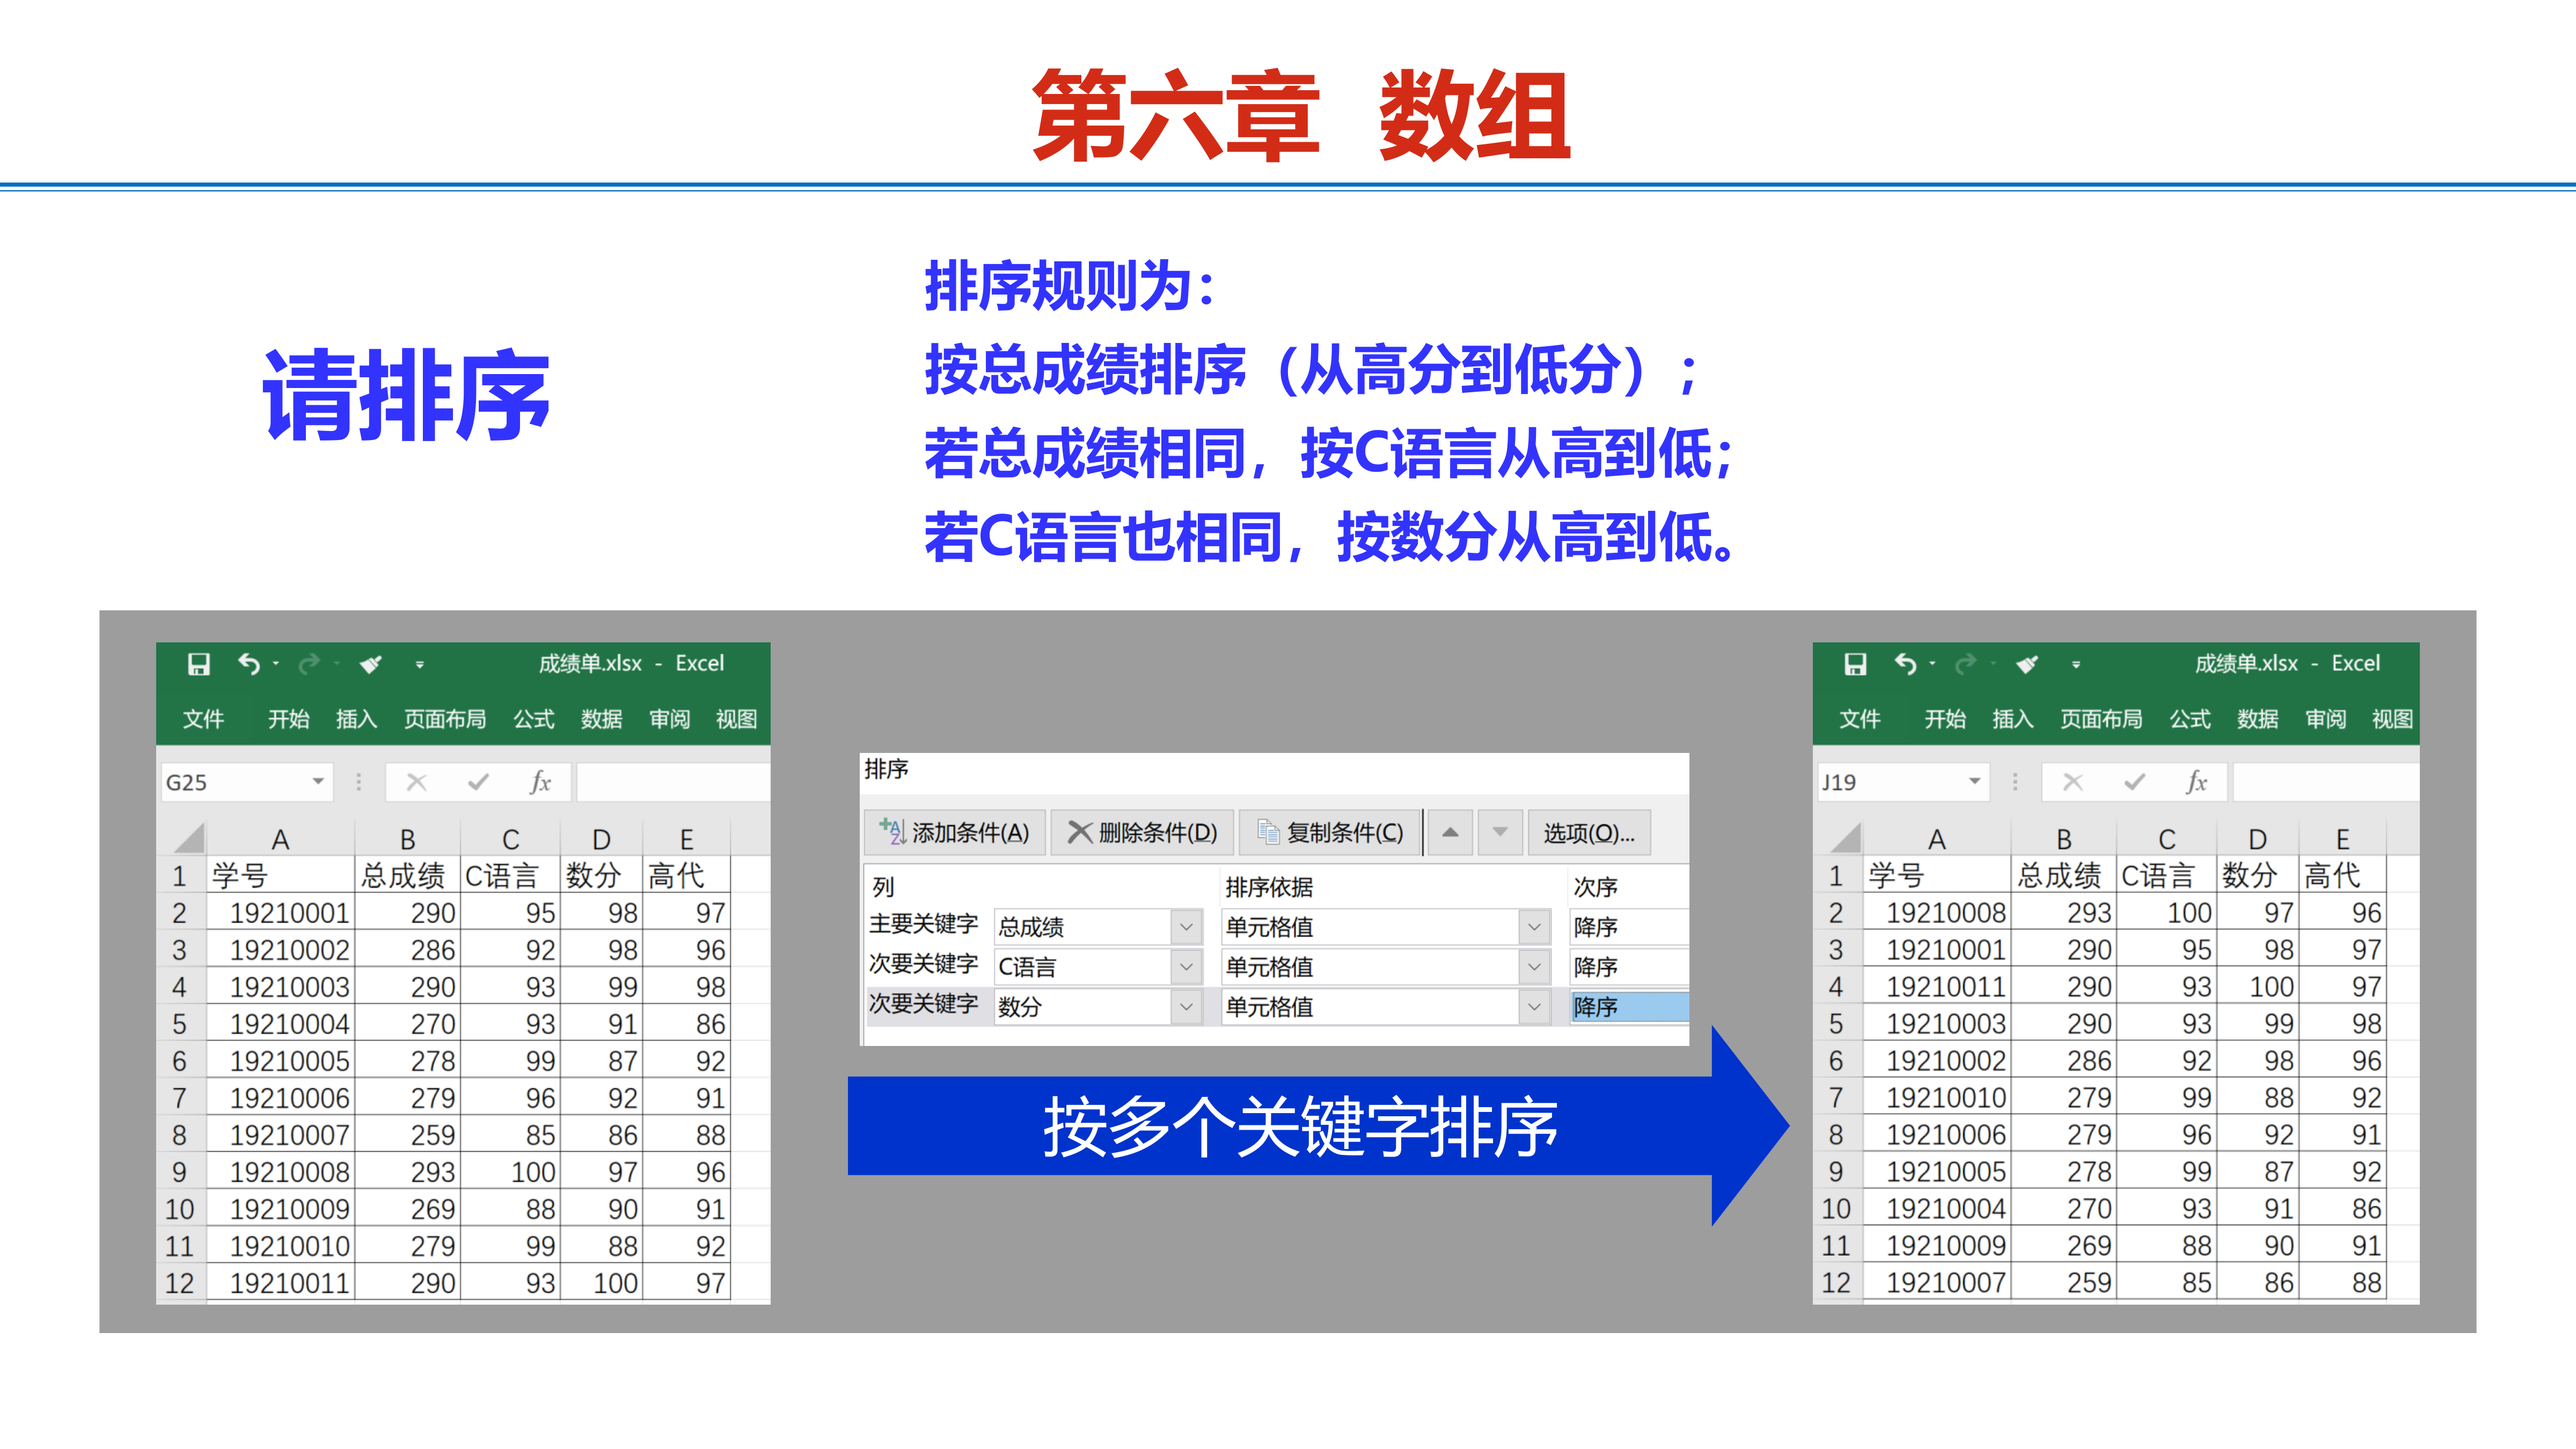 第六章 数组
请排序
排序规则为：
按总成绩排序（从高分到低分）；
若总成绩相同，按C语言从高到低；
若C语言也相同，按数分从高到低。
成绩单.xlsx - Excel
文件 开始 插入 页面布局 公式 数据 审阅 视图
G25 fx
A B C D E
1 学号 总成绩 C语言 数分 高代
2 19210001 290 95 98 97
3 19210002 286 92 98 96
4 19210003 290 93 99 98
5 19210004 270 93 91 86
6 19210005 278 99 87 92
7 19210006 279 96 92 91
8 19210007 259 85 86 88
9 19210008 293 100 97 96
10 19210009 269 88 90 91
11 19210010 279 99 88 92
12 19210011 290 93 100 97
排序
添加条件(A) 删除条件(D) 复制条件(C) 选项(O)...
列 排序依据 次序
主要关键字 总成绩 单元格值 降序
次要关键字 C语言 单元格值 降序
次要关键字 数分 单元格值 降序
按多个关键字排序
成绩单.xlsx - Excel
文件 开始 插入 页面布局 公式 数据 审阅 视图
J19 fx
A B C D E
1 学号 总成绩 C语言 数分 高代
2 19210008 293 100 97 96
3 19210001 290 95 98 97
4 19210011 290 93 100 97
5 19210003 290 93 99 98
6 19210002 286 92 98 96
7 19210010 279 99 88 92
8 19210006 279 96 92 91
9 19210005 278 99 87 92
10 19210004 270 93 91 86
11 19210009 269 88 90 91
12 19210007 259 85 86 88